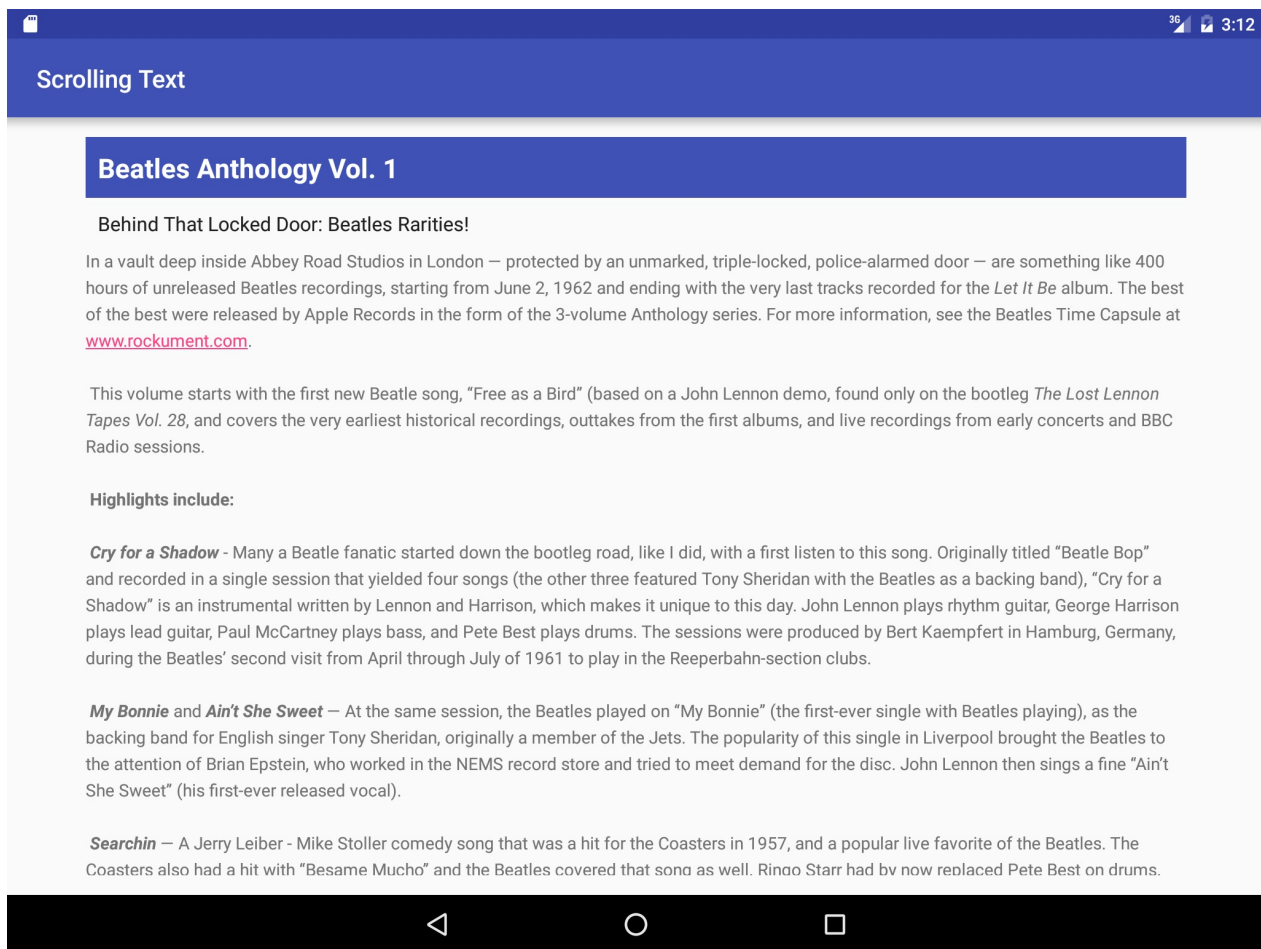 3G 3:12
Scrolling Text
Beatles Anthology Vol. 1
Behind That Locked Door: Beatles Rarities!
In a vault deep inside Abbey Road Studios in London — protected by an unmarked, triple-locked, police-alarmed door — are something like 400
hours of unreleased Beatles recordings, starting from June 2, 1962 and ending with the very last tracks recorded for the Let It Be album. The best
of the best were released by Apple Records in the form of the 3-volume Anthology series. For more information, see the Beatles Time Capsule at
www.rockument.com.
This volume starts with the first new Beatle song, “Free as a Bird” (based on a John Lennon demo, found only on the bootleg The Lost Lennon
Tapes Vol. 28, and covers the very earliest historical recordings, outtakes from the first albums, and live recordings from early concerts and BBC
Radio sessions.
Highlights include:
Cry for a Shadow - Many a Beatle fanatic started down the bootleg road, like I did, with a first listen to this song. Originally titled “Beatle Bop”
and recorded in a single session that yielded four songs (the other three featured Tony Sheridan with the Beatles as a backing band), “Cry for a
Shadow” is an instrumental written by Lennon and Harrison, which makes it unique to this day. John Lennon plays rhythm guitar, George Harrison
plays lead guitar, Paul McCartney plays bass, and Pete Best plays drums. The sessions were produced by Bert Kaempfert in Hamburg, Germany,
during the Beatles’ second visit from April through July of 1961 to play in the Reeperbahn-section clubs.
My Bonnie and Ain’t She Sweet — At the same session, the Beatles played on “My Bonnie” (the first-ever single with Beatles playing), as the
backing band for English singer Tony Sheridan, originally a member of the Jets. The popularity of this single in Liverpool brought the Beatles to
the attention of Brian Epstein, who worked in the NEMS record store and tried to meet demand for the disc. John Lennon then sings a fine “Ain’t
She Sweet” (his first-ever released vocal).
Searchin — A Jerry Leiber - Mike Stoller comedy song that was a hit for the Coasters in 1957, and a popular live favorite of the Beatles. The
Coasters also had a hit with “Besame Mucho” and the Beatles covered that song as well. Ringo Starr had by now replaced Pete Best on drums.